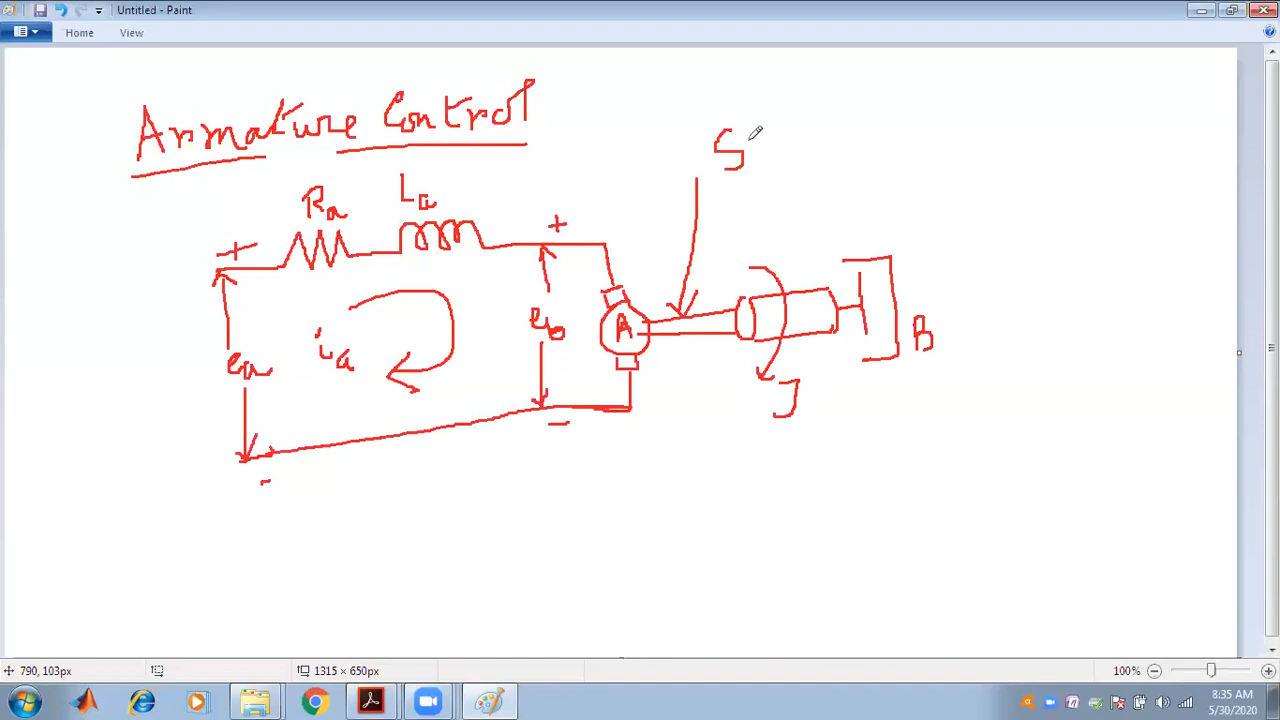 Untitled - Paint
Home View
Armature Control
S
Ra La
+ +
A
eb
ia
ea
B
J
-
-
790, 103px 1315 × 650px 100%
8:35 AM
5/30/2020